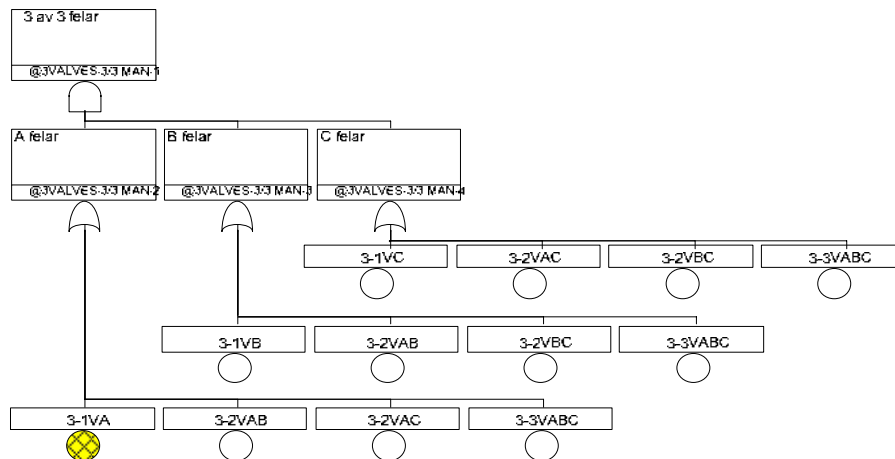 3 av 3 felar
@3VALVES-3/3 MAN-1
A felar
B felar
C felar
@3VALVES-3/3 MAN-2
@3VALVES-3/3 MAN-3
@3VALVES-3/3 MAN-4
3-1VC
3-2VAC
3-2VBC
3-3VABC
3-1VB
3-2VAB
3-2VBC
3-3VABC
3-1VA
3-2VAB
3-2VAC
3-3VABC